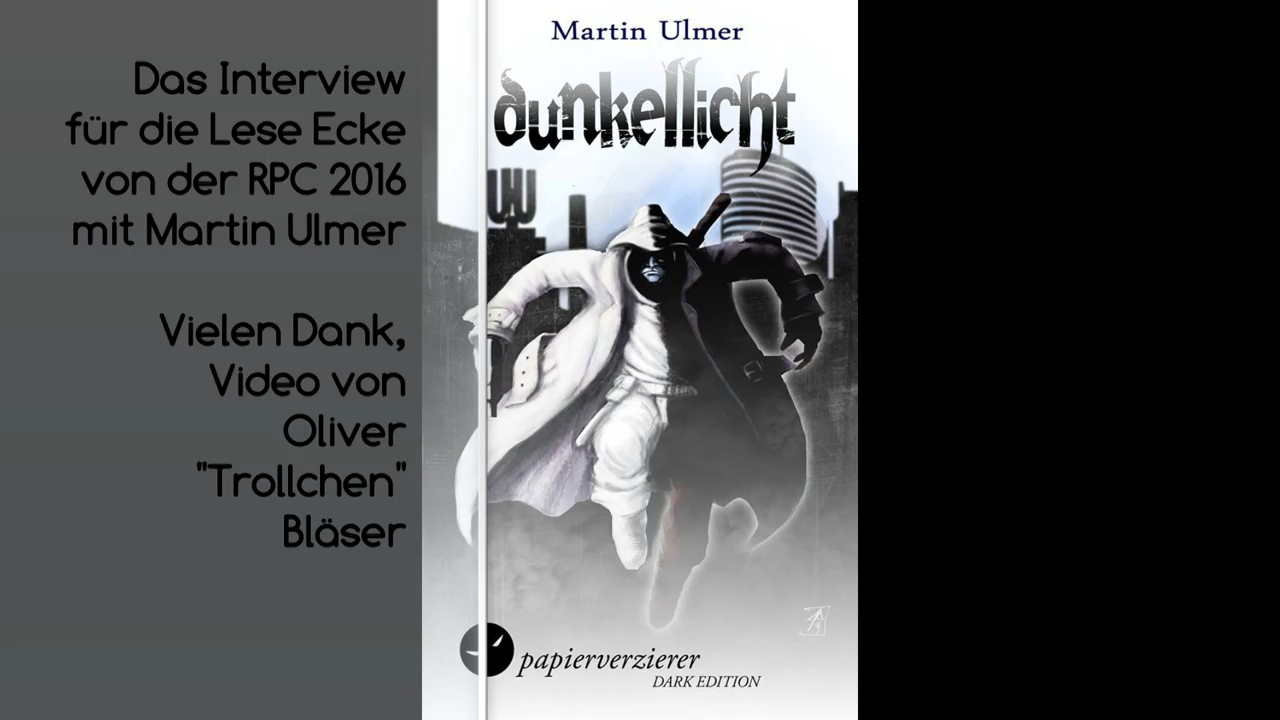 Das Interview
für die Lese Ecke
von der RPC 2016
mit Martin Ulmer
Vielen Dank,
Video von
Oliver
"Trollchen"
Bläser
Martin Ulmer
dunkellicht
papierverzierer
DARK EDITION